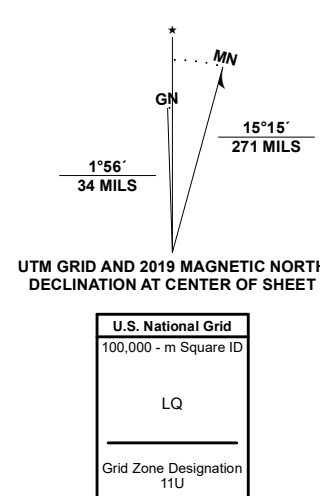 ★
MN
GN
15°15´
271 MILS
1°56´
34 MILS
UTM GRID AND 2019 MAGNETIC NORTH
DECLINATION AT CENTER OF SHEET
U.S. National Grid
100,000 - m Square ID
LQ
Grid Zone Designation
11U